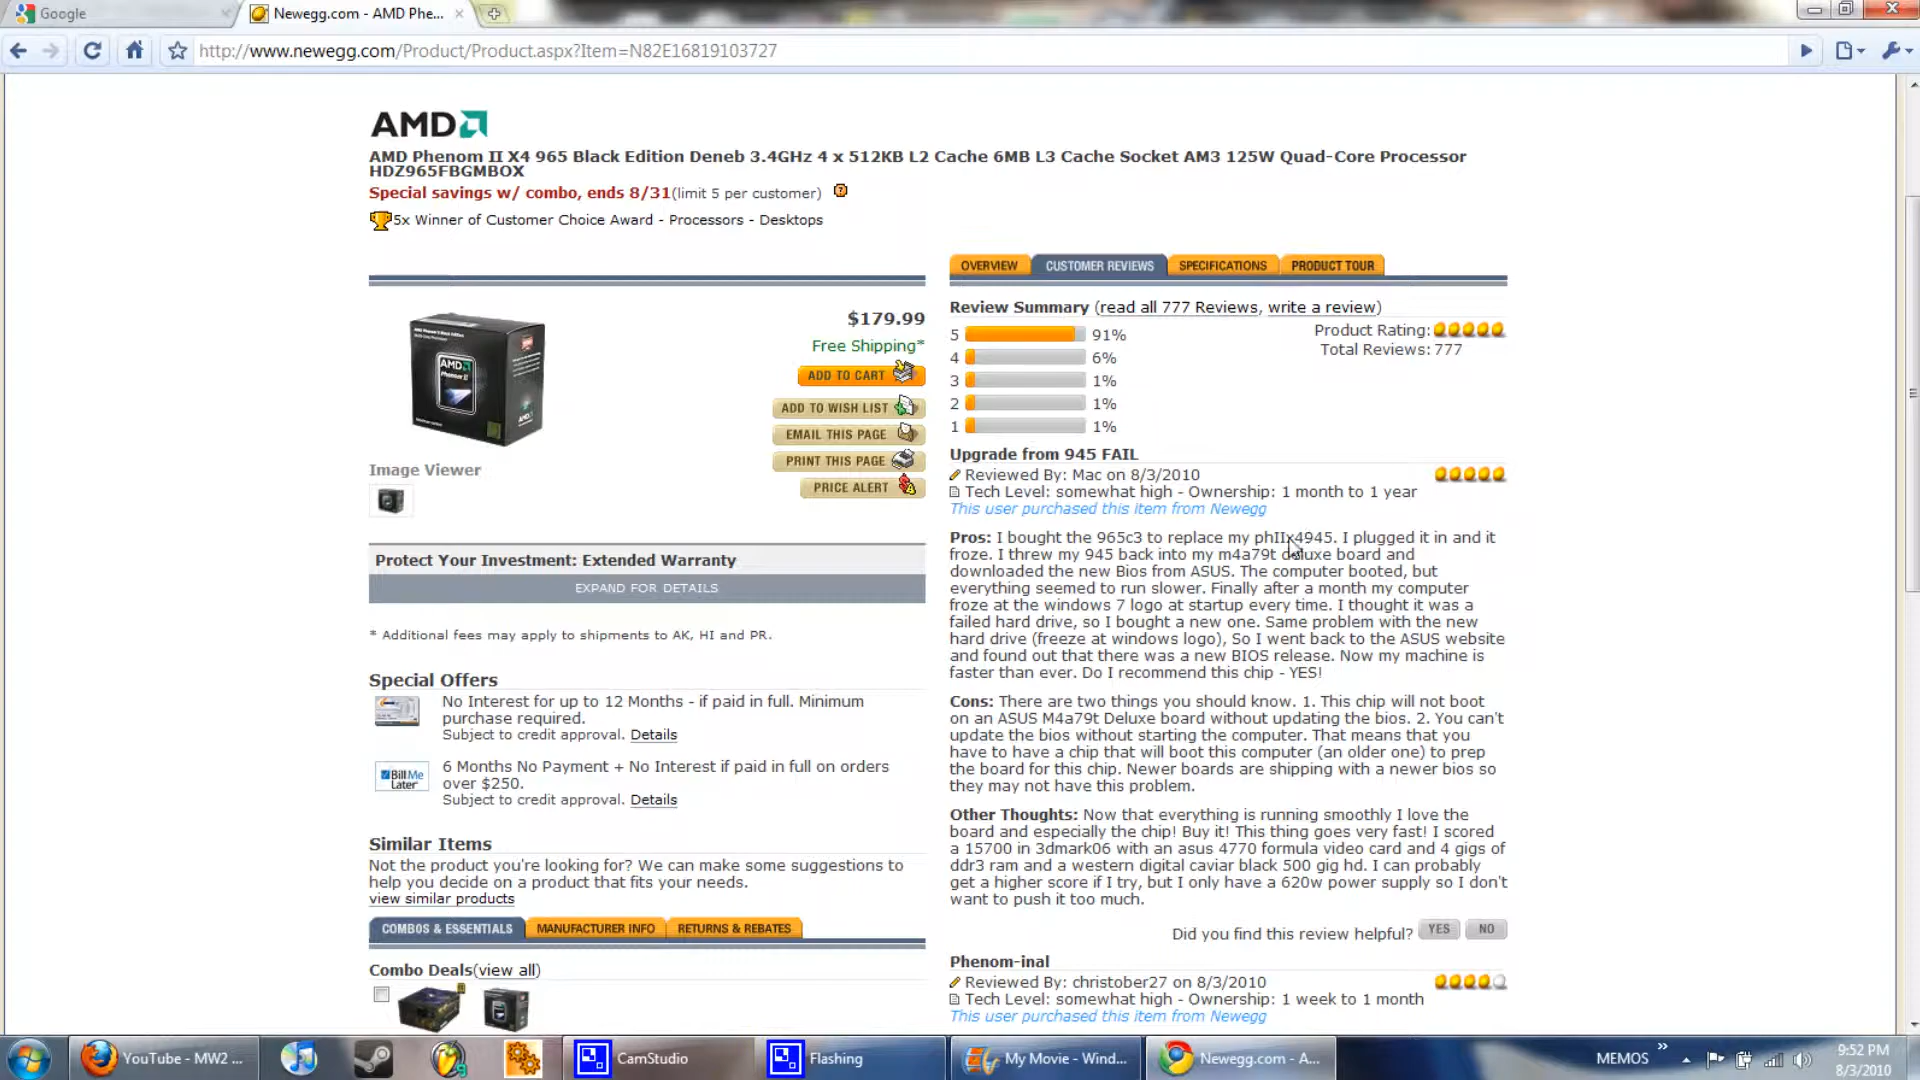 Google
Newegg.com - AMD Phe...
http://www.newegg.com/Product/Product.aspx?Item=N82E16819103727
AMD
AMD Phenom II X4 965 Black Edition Deneb 3.4GHz 4 x 512KB L2 Cache 6MB L3 Cache Socket AM3 125W Quad-Core Processor
HDZ965FBGMBOX
Special savings w/ combo, ends 8/31(limit 5 per customer)
5x Winner of Customer Choice Award - Processors - Desktops
$179.99
Free Shipping*
ADD TO CART
ADD TO WISH LIST
EMAIL THIS PAGE
PRINT THIS PAGE
PRICE ALERT
AMD
Phenom II
Image Viewer
Protect Your Investment: Extended Warranty
EXPAND FOR DETAILS
* Additional fees may apply to shipments to AK, HI and PR.
Special Offers
No Interest for up to 12 Months - if paid in full. Minimum
purchase required.
Subject to credit approval. Details
Bill Me
Later
6 Months No Payment + No Interest if paid in full on orders
over $250.
Subject to credit approval. Details
Similar Items
Not the product you're looking for? We can make some suggestions to
help you decide on a product that fits your needs.
view similar products
COMBOS & ESSENTIALS MANUFACTURER INFO RETURNS & REBATES
Combo Deals(view all)
OVERVIEW CUSTOMER REVIEWS SPECIFICATIONS PRODUCT TOUR
Review Summary (read all 777 Reviews, write a review)
Product Rating:
Total Reviews: 777
5 91%
4 6%
3 1%
2 1%
1 1%
Upgrade from 945 FAIL
Reviewed By: Mac on 8/3/2010
Tech Level: somewhat high - Ownership: 1 month to 1 year
This user purchased this item from Newegg
Pros: I bought the 965c3 to replace my phIIx4945. I plugged it in and it
froze. I threw my 945 back into my m4a79t deluxe board and
downloaded the new Bios from ASUS. The computer booted, but
everything seemed to run slower. Finally after a month my computer
froze at the windows 7 logo at startup every time. I thought it was a
failed hard drive, so I bought a new one. Same problem with the new
hard drive (freeze at windows logo), So I went back to the ASUS website
and found out that there was a new BIOS release. Now my machine is
faster than ever. Do I recommend this chip - YES!
Cons: There are two things you should know. 1. This chip will not boot
on an ASUS M4a79t Deluxe board without updating the bios. 2. You can't
update the bios without starting the computer. That means that you
have to have a chip that will boot this computer (an older one) to prep
the board for this chip. Newer boards are shipping with a newer bios so
they may not have this problem.
Other Thoughts: Now that everything is running smoothly I love the
board and especially the chip! Buy it! This thing goes very fast! I scored
a 15700 in 3dmark06 with an asus 4770 formula video card and 4 gigs of
ddr3 ram and a western digital caviar black 500 gig hd. I can probably
get a higher score if I try, but I only have a 620w power supply so I don't
want to push it too much.
Did you find this review helpful? YES NO
Phenom-inal
Reviewed By: christober27 on 8/3/2010
Tech Level: somewhat high - Ownership: 1 week to 1 month
This user purchased this item from Newegg
YouTube - MW2 ...
CamStudio
Flashing
My Movie - Wind...
Newegg.com - A...
MEMOS
9:52 PM
8/3/2010